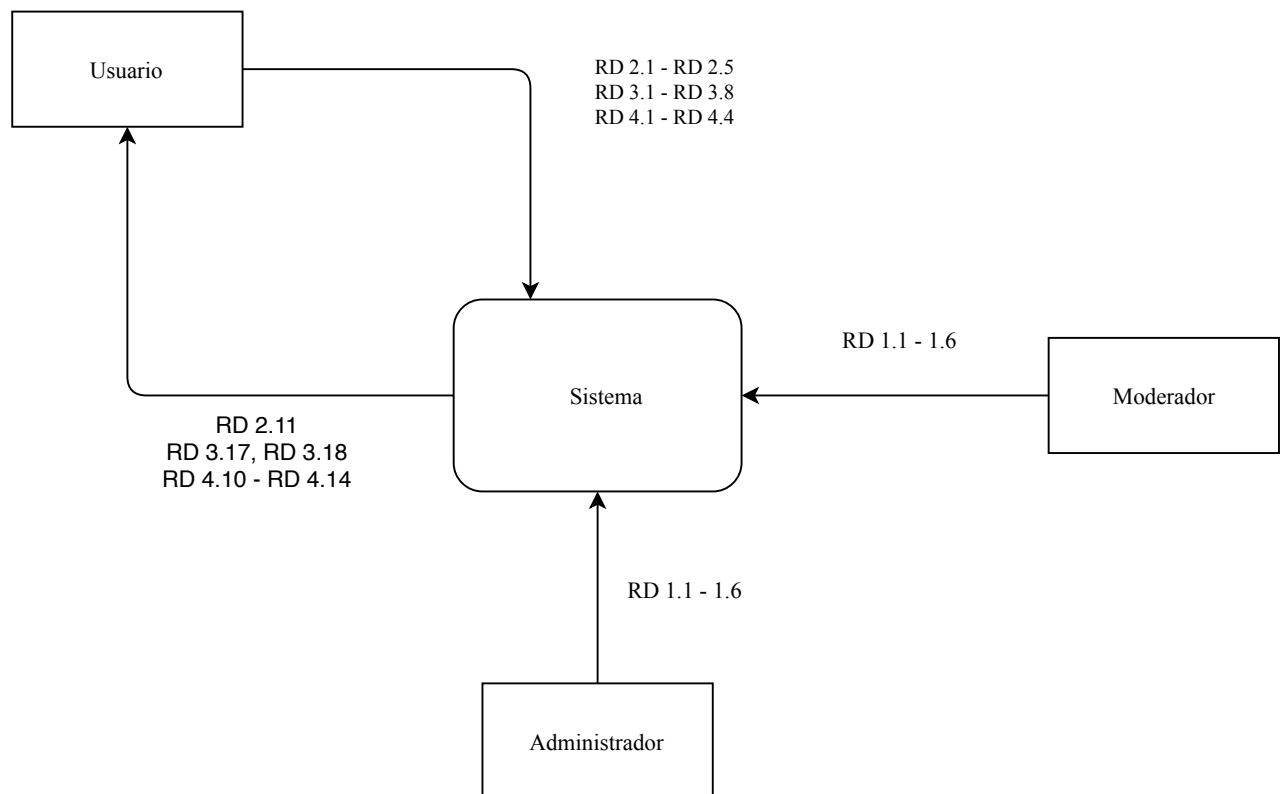 Usuario
RD 2.1 - RD 2.5
RD 3.1 - RD 3.8
RD 4.1 - RD 4.4
RD 1.1 - 1.6
Sistema
Moderador
RD 2.11
RD 3.17, RD 3.18
RD 4.10 - RD 4.14
RD 1.1 - 1.6
Administrador